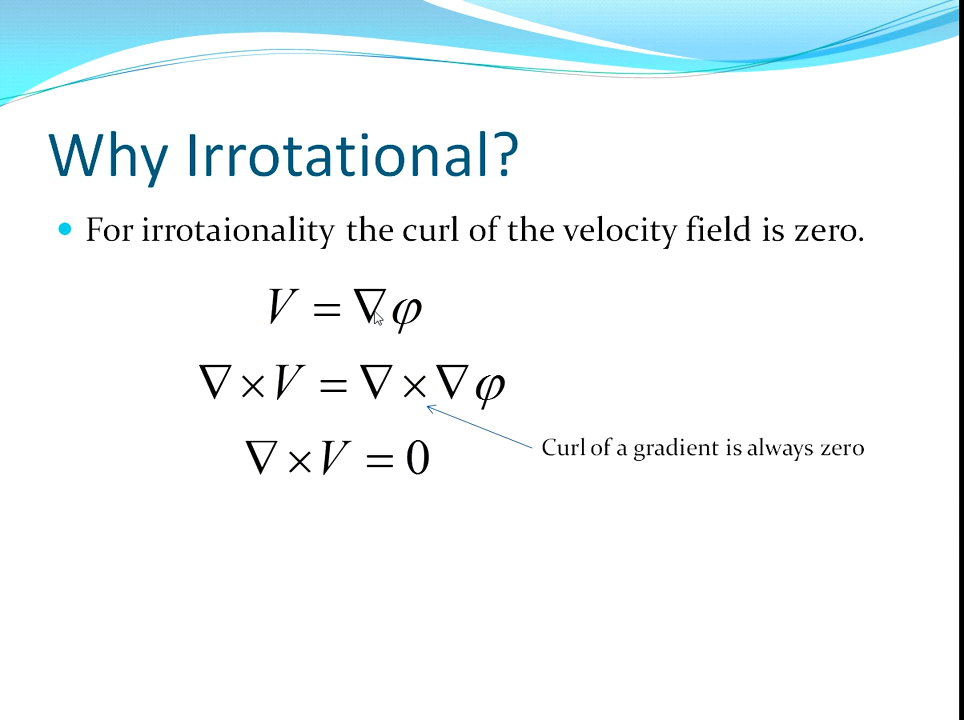 Why Irrotational?
For irrotaionality the curl of the velocity field is zero.
V = ∇φ
∇ × V = ∇ × ∇φ
Curl of a gradient is always zero
∇ × V = 0